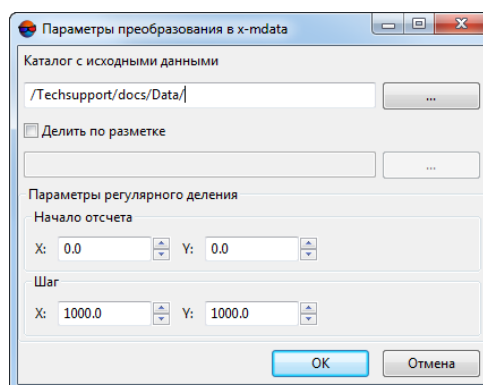 Параметры преобразования в x-mdata
Каталог с исходными данными
/Techsupport/docs/Data/
...
Делить по разметке
...
Параметры регулярного деления
Начало отсчета
X: 0.0 Y: 0.0
Шаг
X: 1000.0 Y: 1000.0
OK Отмена